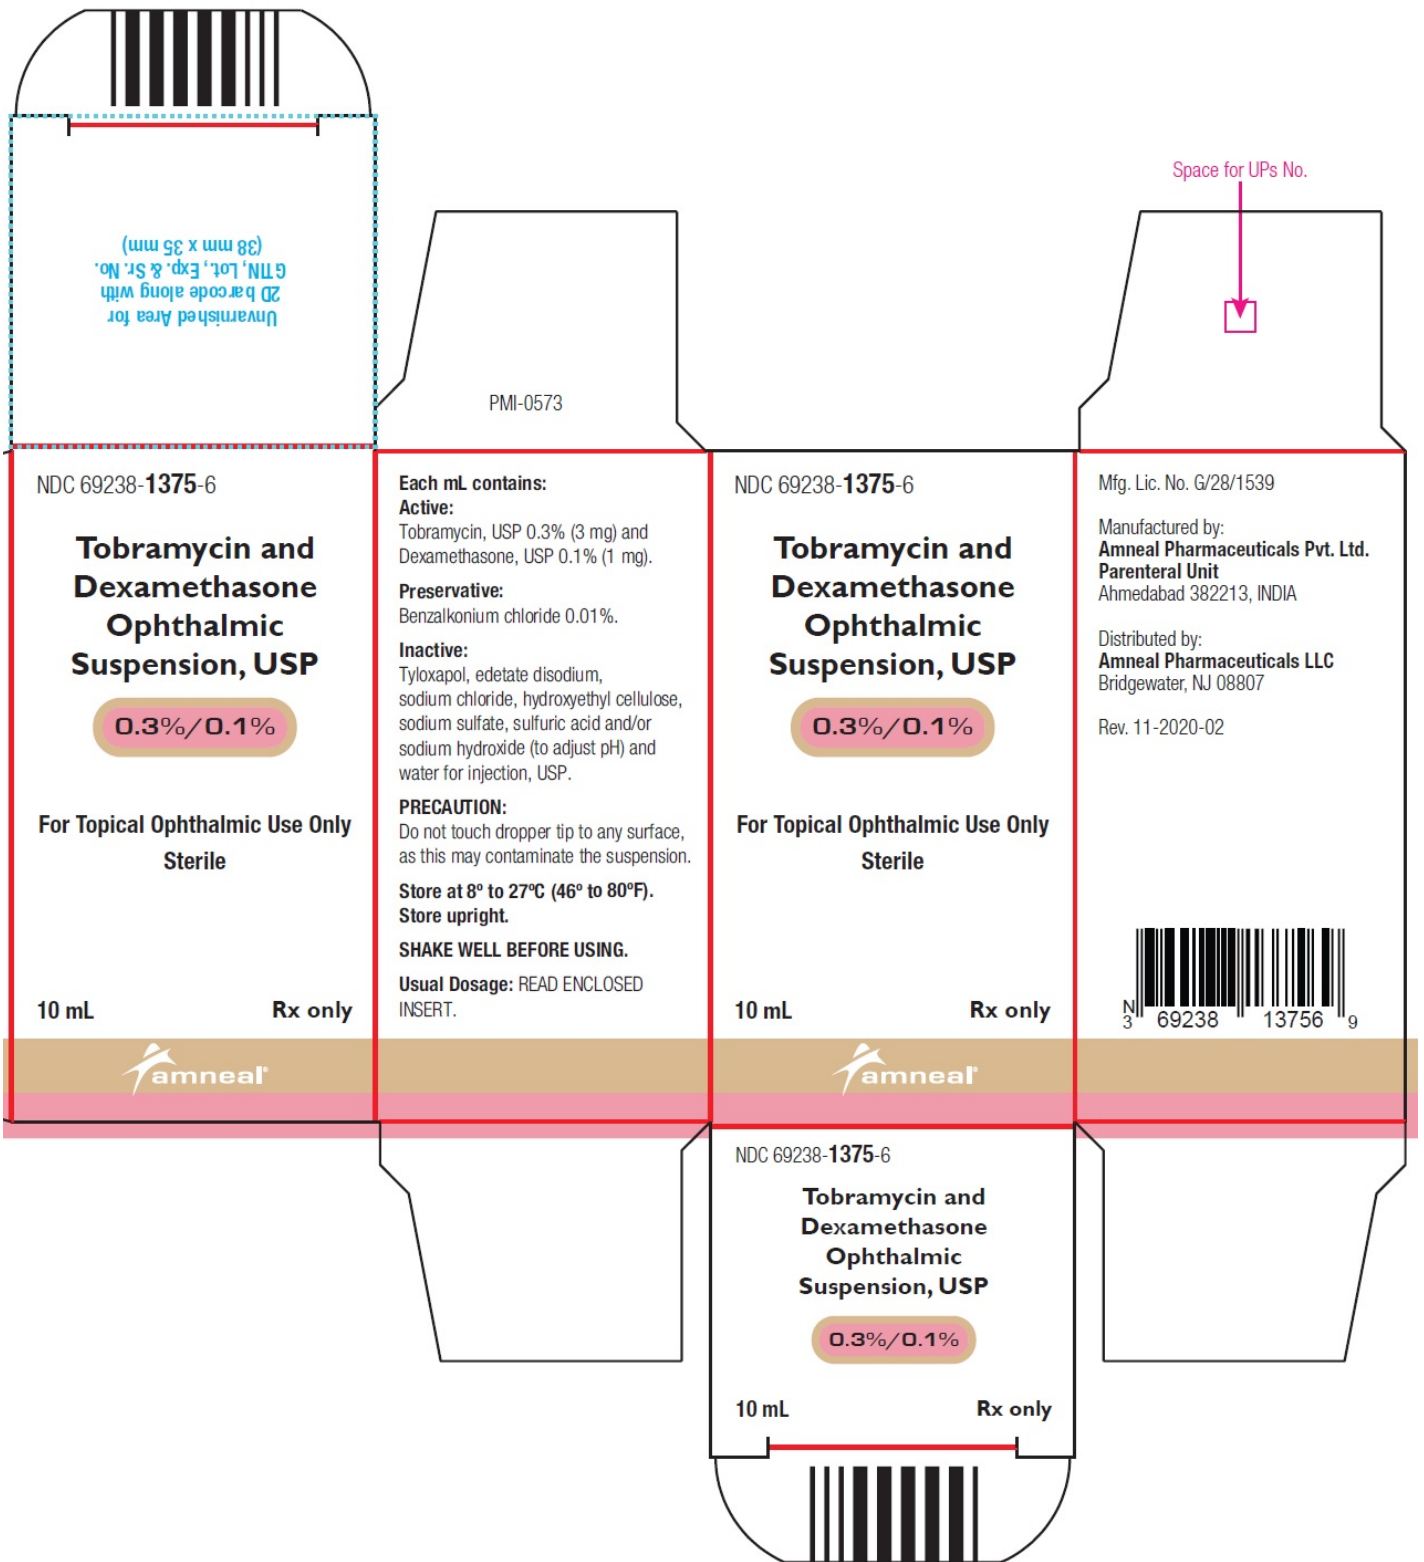 Unvarnished Area for
2D barcode along with
GTIN, Lot., Exp. & Sr. No.
(38 mm x 35 mm)
NDC 69238-1375-6
Tobramycin and
Dexamethasone
Ophthalmic
Suspension, USP
0.3%/0.1%
For Topical Ophthalmic Use Only
Sterile
10 mL
Rx only
amneal®
PMI-0573
Each mL contains:
Active:
Tobramycin, USP 0.3% (3 mg) and
Dexamethasone, USP 0.1% (1 mg).
Preservative:
Benzalkonium chloride 0.01%.
Inactive:
Tyloxapol, edetate disodium,
sodium chloride, hydroxyethyl cellulose,
sodium sulfate, sulfuric acid and/or
sodium hydroxide (to adjust pH) and
water for injection, USP.
PRECAUTION:
Do not touch dropper tip to any surface,
as this may contaminate the suspension.
Store at 8º to 27ºC (46º to 80ºF).
Store upright.
SHAKE WELL BEFORE USING.
Usual Dosage: READ ENCLOSED
INSERT.
NDC 69238-1375-6
Tobramycin and
Dexamethasone
Ophthalmic
Suspension, USP
0.3%/0.1%
For Topical Ophthalmic Use Only
Sterile
10 mL
Rx only
amneal®
NDC 69238-1375-6
Tobramycin and
Dexamethasone
Ophthalmic
Suspension, USP
0.3%/0.1%
10 mL
Rx only
Space for UPs No.
Mfg. Lic. No. G/28/1539
Manufactured by:
Amneal Pharmaceuticals Pvt. Ltd.
Parenteral Unit
Ahmedabad 382213, INDIA
Distributed by:
Amneal Pharmaceuticals LLC
Bridgewater, NJ 08807
Rev. 11-2020-02
N
3 69238 13756 9